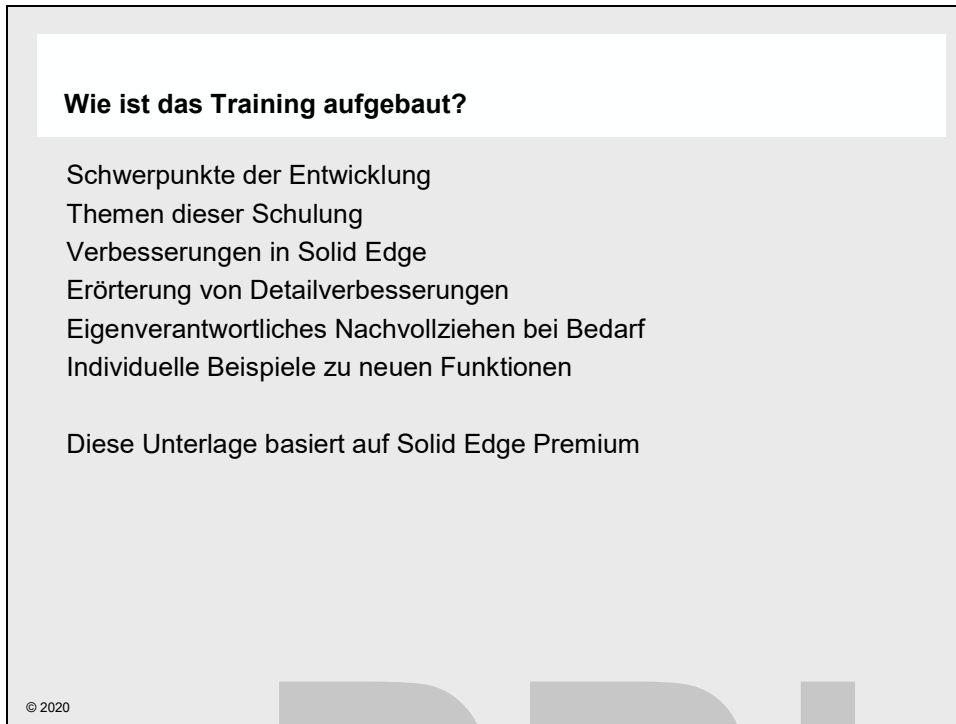 Wie ist das Training aufgebaut?
Schwerpunkte der Entwicklung
Themen dieser Schulung
Verbesserungen in Solid Edge
Erörterung von Detailverbesserungen
Eigenverantwortliches Nachvollziehen bei Bedarf
Individuelle Beispiele zu neuen Funktionen
Diese Unterlage basiert auf Solid Edge Premium
© 2020